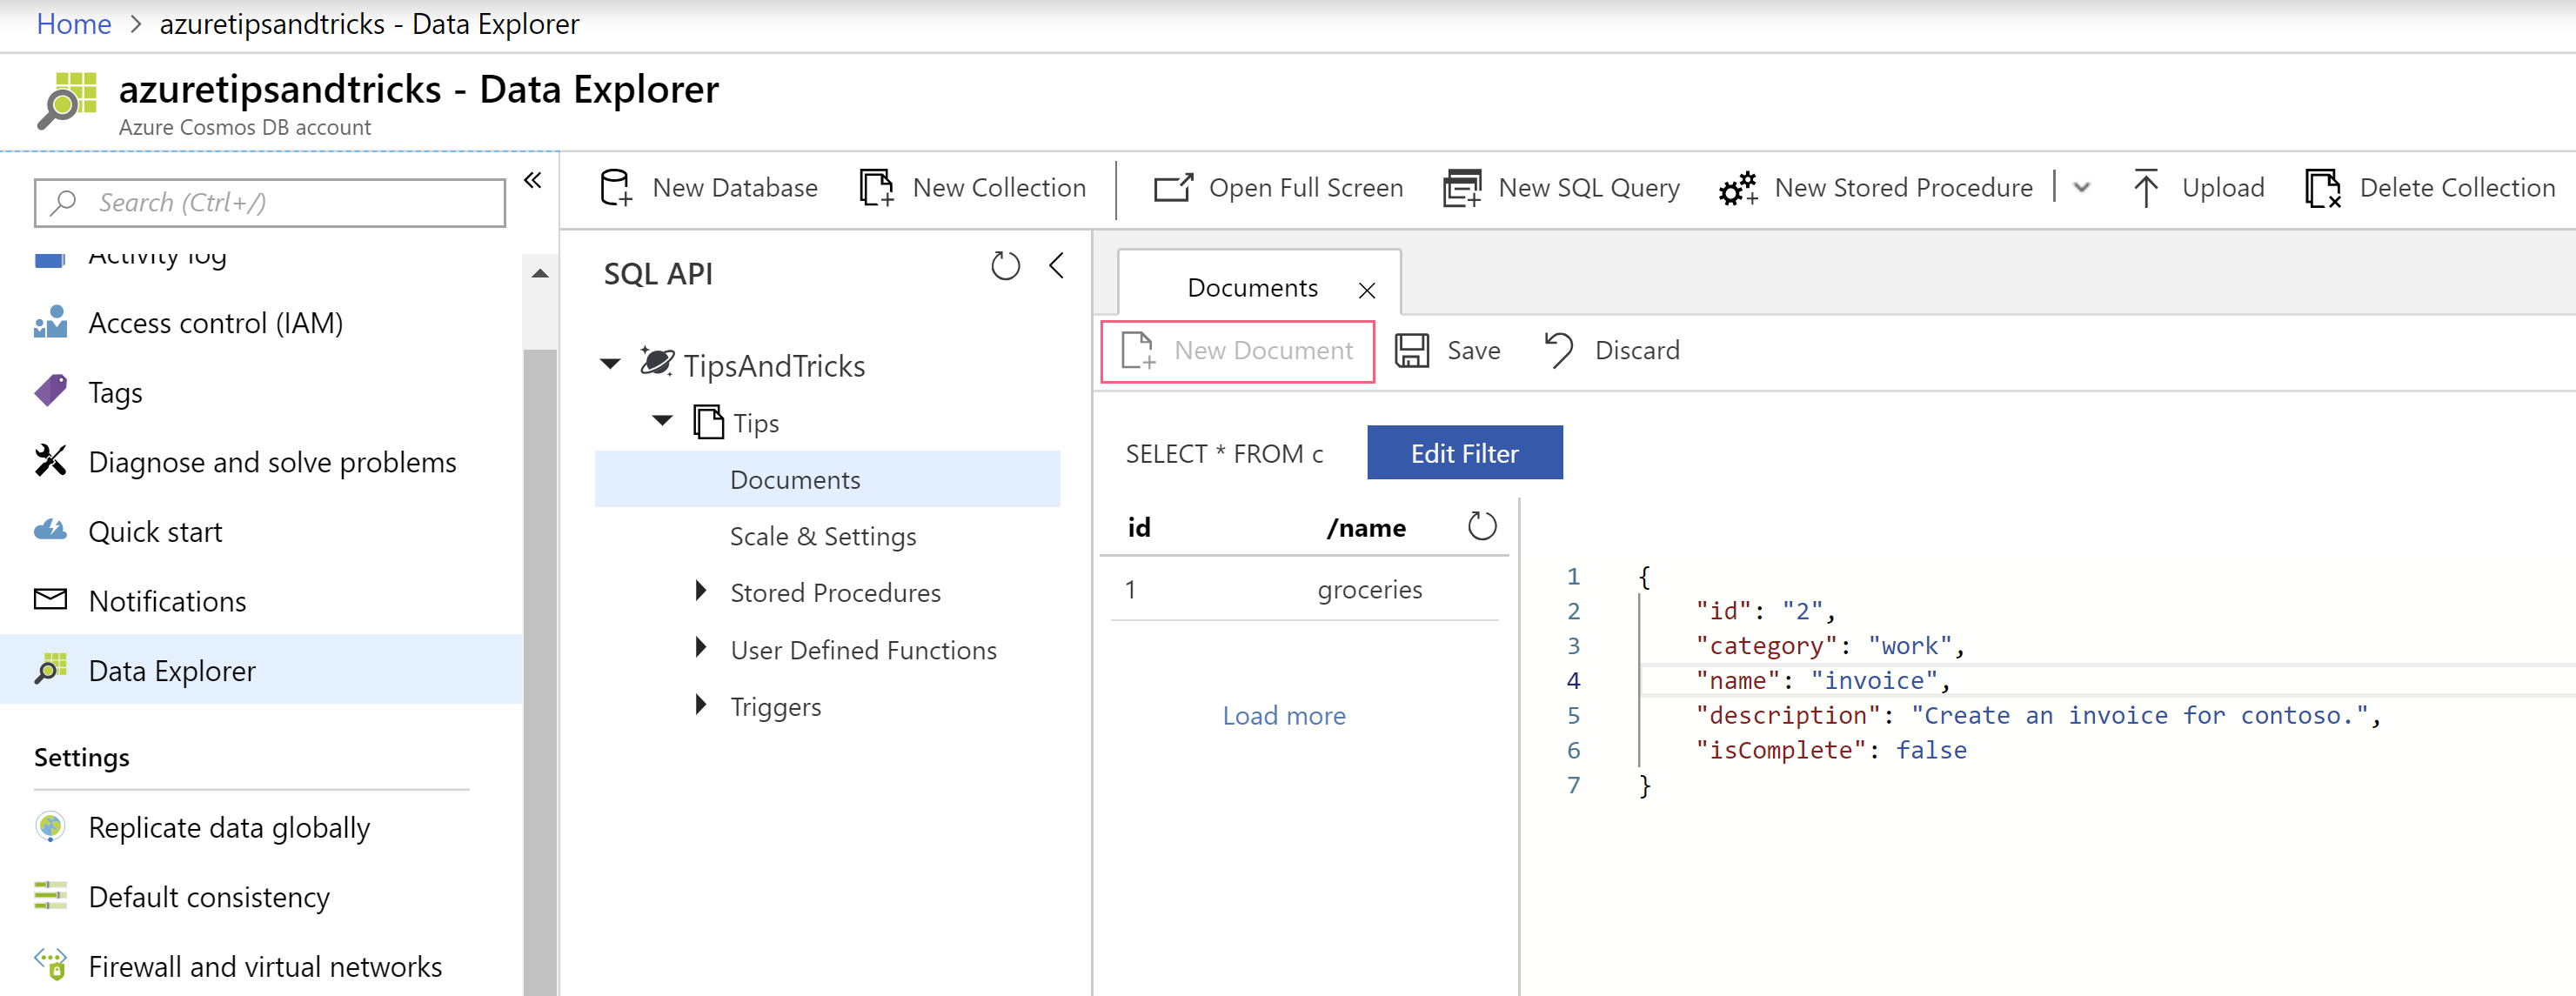 Home > azuretipsandtricks - Data Explorer
azuretipsandtricks - Data Explorer
Azure Cosmos DB account
Search (Ctrl+/)
Activity log
Access control (IAM)
Tags
Diagnose and solve problems
Quick start
Notifications
Data Explorer
Settings
Replicate data globally
Default consistency
Firewall and virtual networks
New Database New Collection Open Full Screen New SQL Query New Stored Procedure Upload Delete Collection
SQL API
TipsAndTricks
Tips
Documents
Scale & Settings
Stored Procedures
User Defined Functions
Triggers
Documents
New Document Save Discard
SELECT * FROM c Edit Filter
id /name
1 groceries
Load more
1 {
2 "id": "2",
3 "category": "work",
4 "name": "invoice",
5 "description": "Create an invoice for contoso.",
6 "isComplete": false
7 }